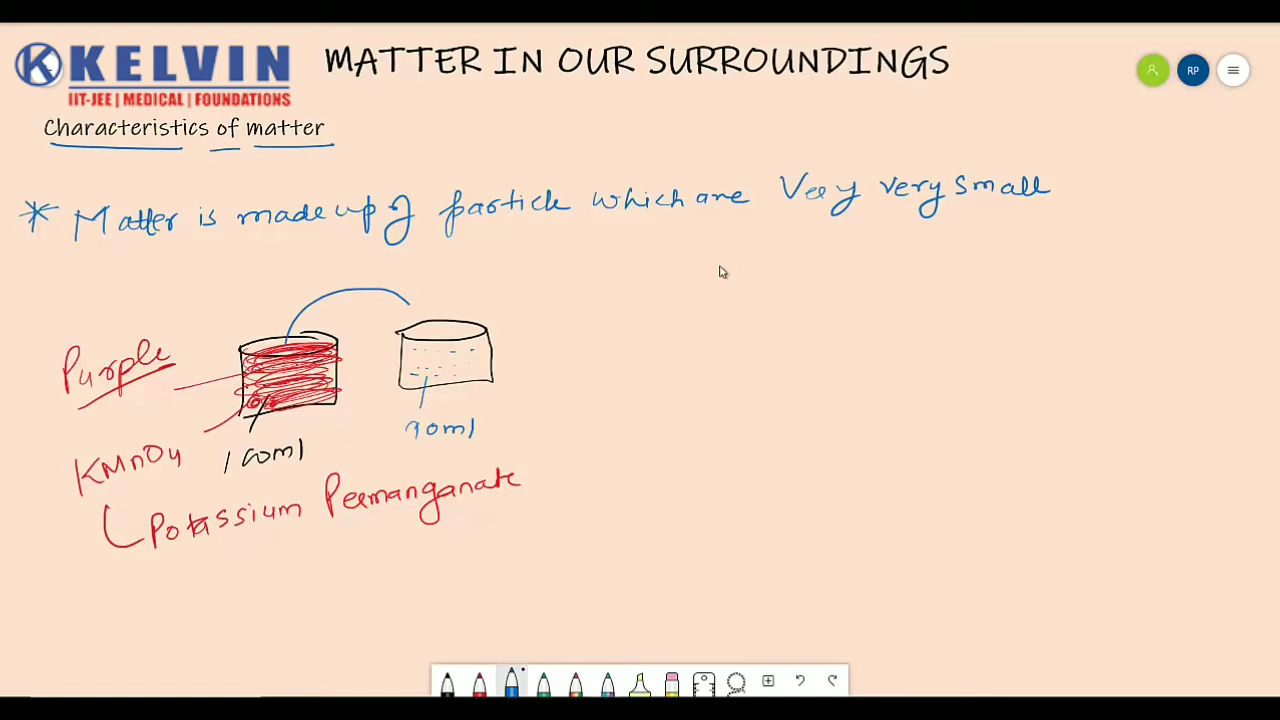 KELVIN
IIT-JEE | MEDICAL | FOUNDATIONS
MATTER IN OUR SURROUNDINGS
RP
Characteristics of matter
* Matter is made up of particle which are Very very small
Purple
KMnO4
100ml
90ml
Potassium Permanganate